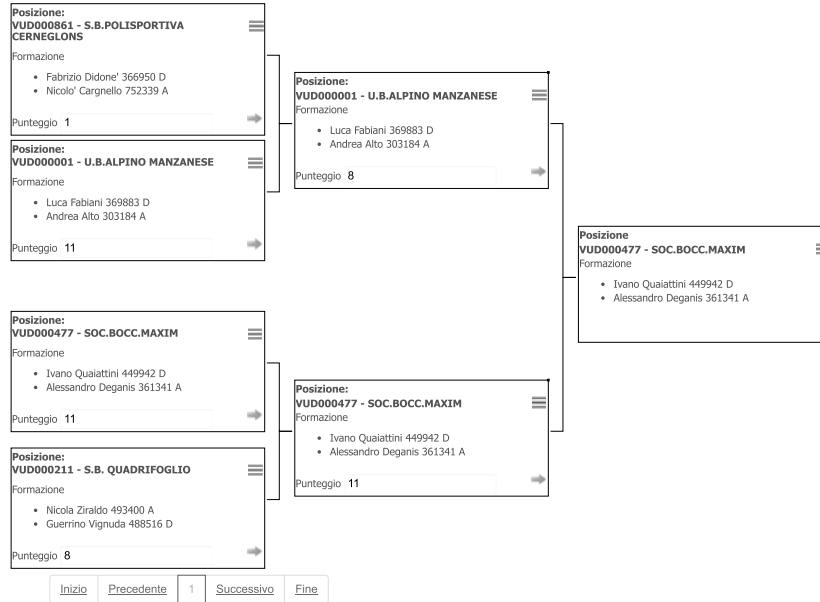 Posizione:
VUD000861 - S.B.POLISPORTIVA
CERNEGLONS
Formazione
• Fabrizio Didone' 366950 D
• Nicolo' Cargnello 752339 A
Punteggio 1
Posizione:
VUD000001 - U.B.ALPINO MANZANESE
Formazione
• Luca Fabiani 369883 D
• Andrea Alto 303184 A
Punteggio 11
Posizione:
VUD000477 - SOC.BOCC.MAXIM
Formazione
• Ivano Quaiattini 449942 D
• Alessandro Deganis 361341 A
Punteggio 11
Posizione:
VUD000211 - S.B. QUADRIFOGLIO
Formazione
• Nicola Ziraldo 493400 A
• Guerrino Vignuda 488516 D
Punteggio 8
Posizione:
VUD000001 - U.B.ALPINO MANZANESE
Formazione
• Luca Fabiani 369883 D
• Andrea Alto 303184 A
Punteggio 8
Posizione:
VUD000477 - SOC.BOCC.MAXIM
Formazione
• Ivano Quaiattini 449942 D
• Alessandro Deganis 361341 A
Punteggio 11
Posizione
VUD000477 - SOC.BOCC.MAXIM
Formazione
• Ivano Quaiattini 449942 D
• Alessandro Deganis 361341 A
Inizio Precedente 1 Successivo Fine